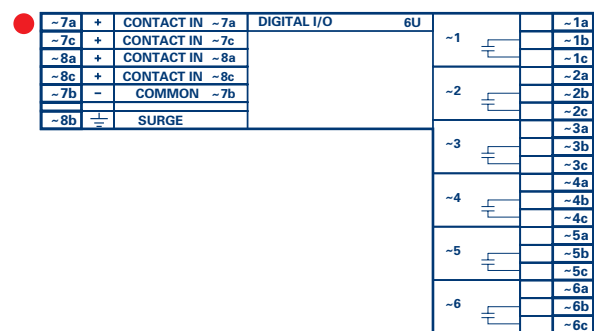 ~7a + CONTACT IN ~7a DIGITAL I/O 6U
~7c + CONTACT IN ~7c
~8a + CONTACT IN ~8a
~8c + CONTACT IN ~8c
~7b – COMMON ~7b
~8b SURGE
~1
~1a
~1b
~1c
~2
~2a
~2b
~2c
~3
~3a
~3b
~3c
~4
~4a
~4b
~4c
~5
~5a
~5b
~5c
~6
~6a
~6b
~6c